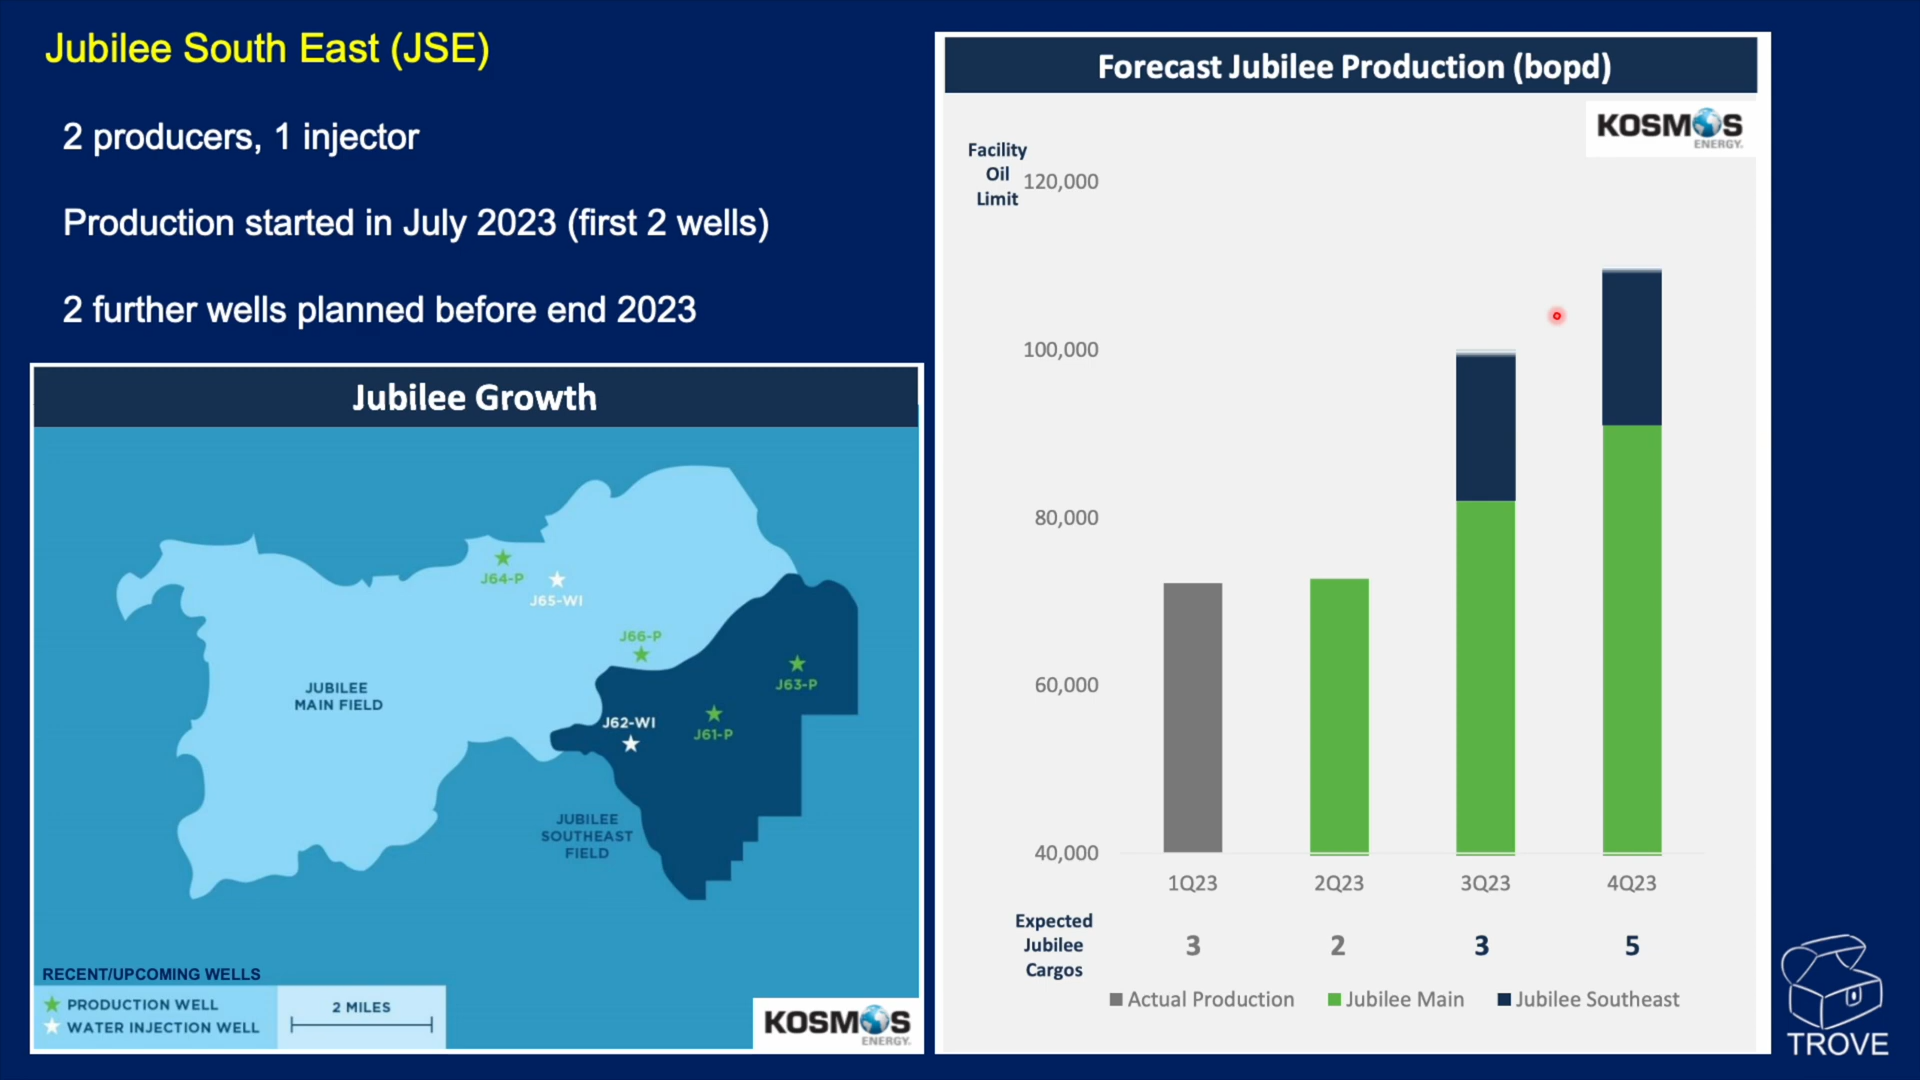 Jubilee South East (JSE)
2 producers, 1 injector
Production started in July 2023 (first 2 wells)
2 further wells planned before end 2023
Jubilee Growth
J64-P
J65-WI
J66-P
J63-P
JUBILEE
MAIN FIELD
J62-WI
J61-P
JUBILEE
SOUTHEAST
FIELD
RECENT/UPCOMING WELLS
PRODUCTION WELL
WATER INJECTION WELL
2 MILES
KOSMOS
ENERGY.
Forecast Jubilee Production (bopd)
KOSMOS
ENERGY.
Facility
Oil
Limit
120,000
100,000
80,000
60,000
40,000
1Q23 2Q23 3Q23 4Q23
Expected
Jubilee
Cargos
3 2 3 5
Actual Production Jubilee Main Jubilee Southeast
TROVE